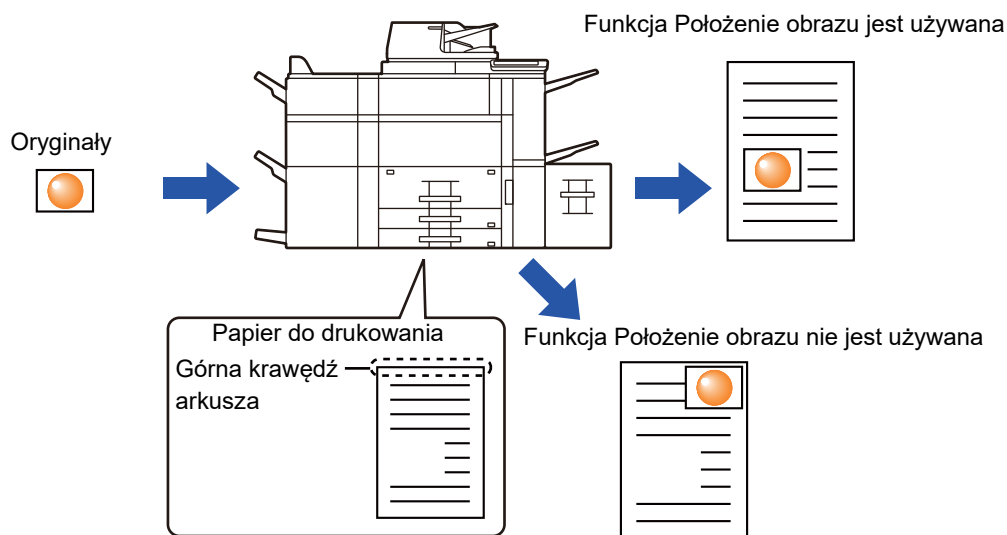 Funkcja Położenie obrazu jest używana
Oryginały
Papier do drukowania
Górna krawędź
arkusza
Funkcja Położenie obrazu nie jest używana